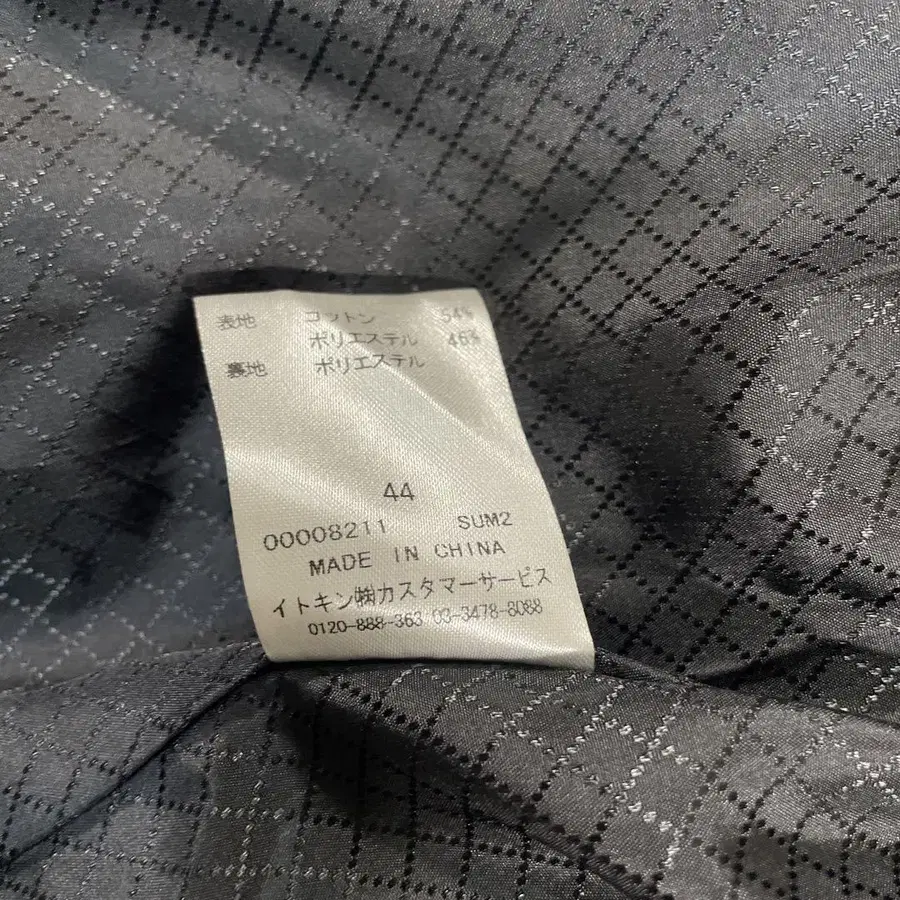 表地 コットン 54%
ポリエステル 46%
裏地 ポリエステル
44
00008211 SUM2
MADE IN CHINA
イトキン㈱カスタマーサービス
0120-888-363 03-3478-8088